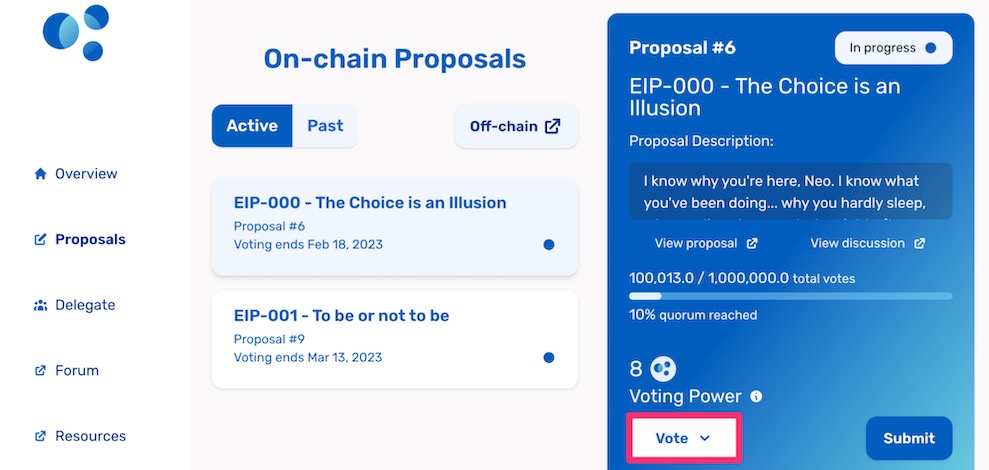 On-chain Proposals
Active
Past
Off-chain
Overview
Proposals
Delegate
Forum
Resources
EIP-000 - The Choice is an Illusion
Proposal #6
Voting ends Feb 18, 2023
EIP-001 - To be or not to be
Proposal #9
Voting ends Mar 13, 2023
Proposal #6
In progress
EIP-000 - The Choice is an
Illusion
Proposal Description:
I know why you're here, Neo. I know what
you've been doing... why you hardly sleep,
View proposal
View discussion
100,013.0 / 1,000,000.0 total votes
10% quorum reached
8
Voting Power
Vote
Submit